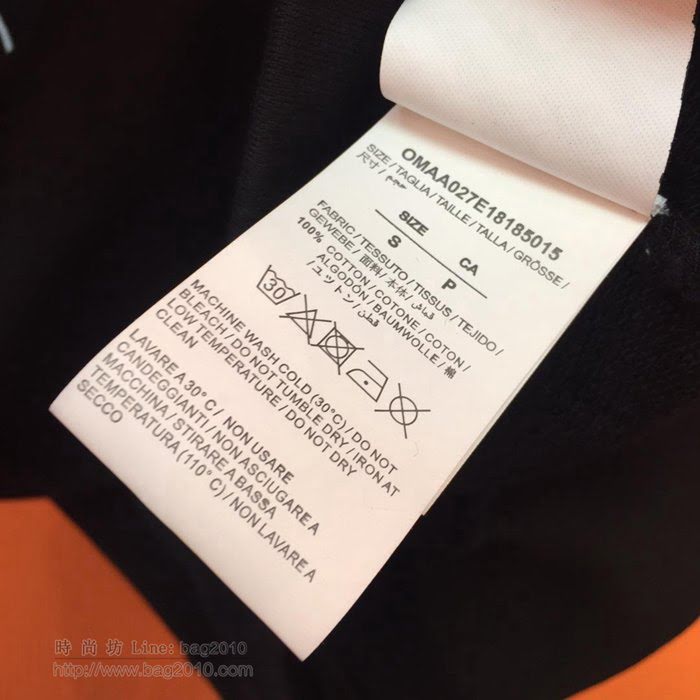 OMAA027E18185015
SIZE / TAGLIA / TAILLE / TALLA / GRÖSSE /
尺寸 /
SIZE CA
S P
FABRIC / TESSUTO / TISSUS / TEJIDO /
GEWEBE / 面料 / 本体 / قماش /
100% COTTON / COTONE / COTON /
ALGODÓN / BAUMWOLLE / 棉
/ コットン / قطن
30
MACHINE WASH COLD (30°C) / DO NOT
BLEACH / DO NOT TUMBLE DRY / IRON AT
LOW TEMPERATURE / DO NOT DRY
CLEAN
LAVARE A 30°C / NON USARE
CANDEGGIANTI / NON ASCIUGARE A
MACCHINA / STIRARE A BASSA
TEMPERATURA (110°C) / NON LAVARE A
SECCO
時尚坊 Line: bag2010
http://www.bag2010.com